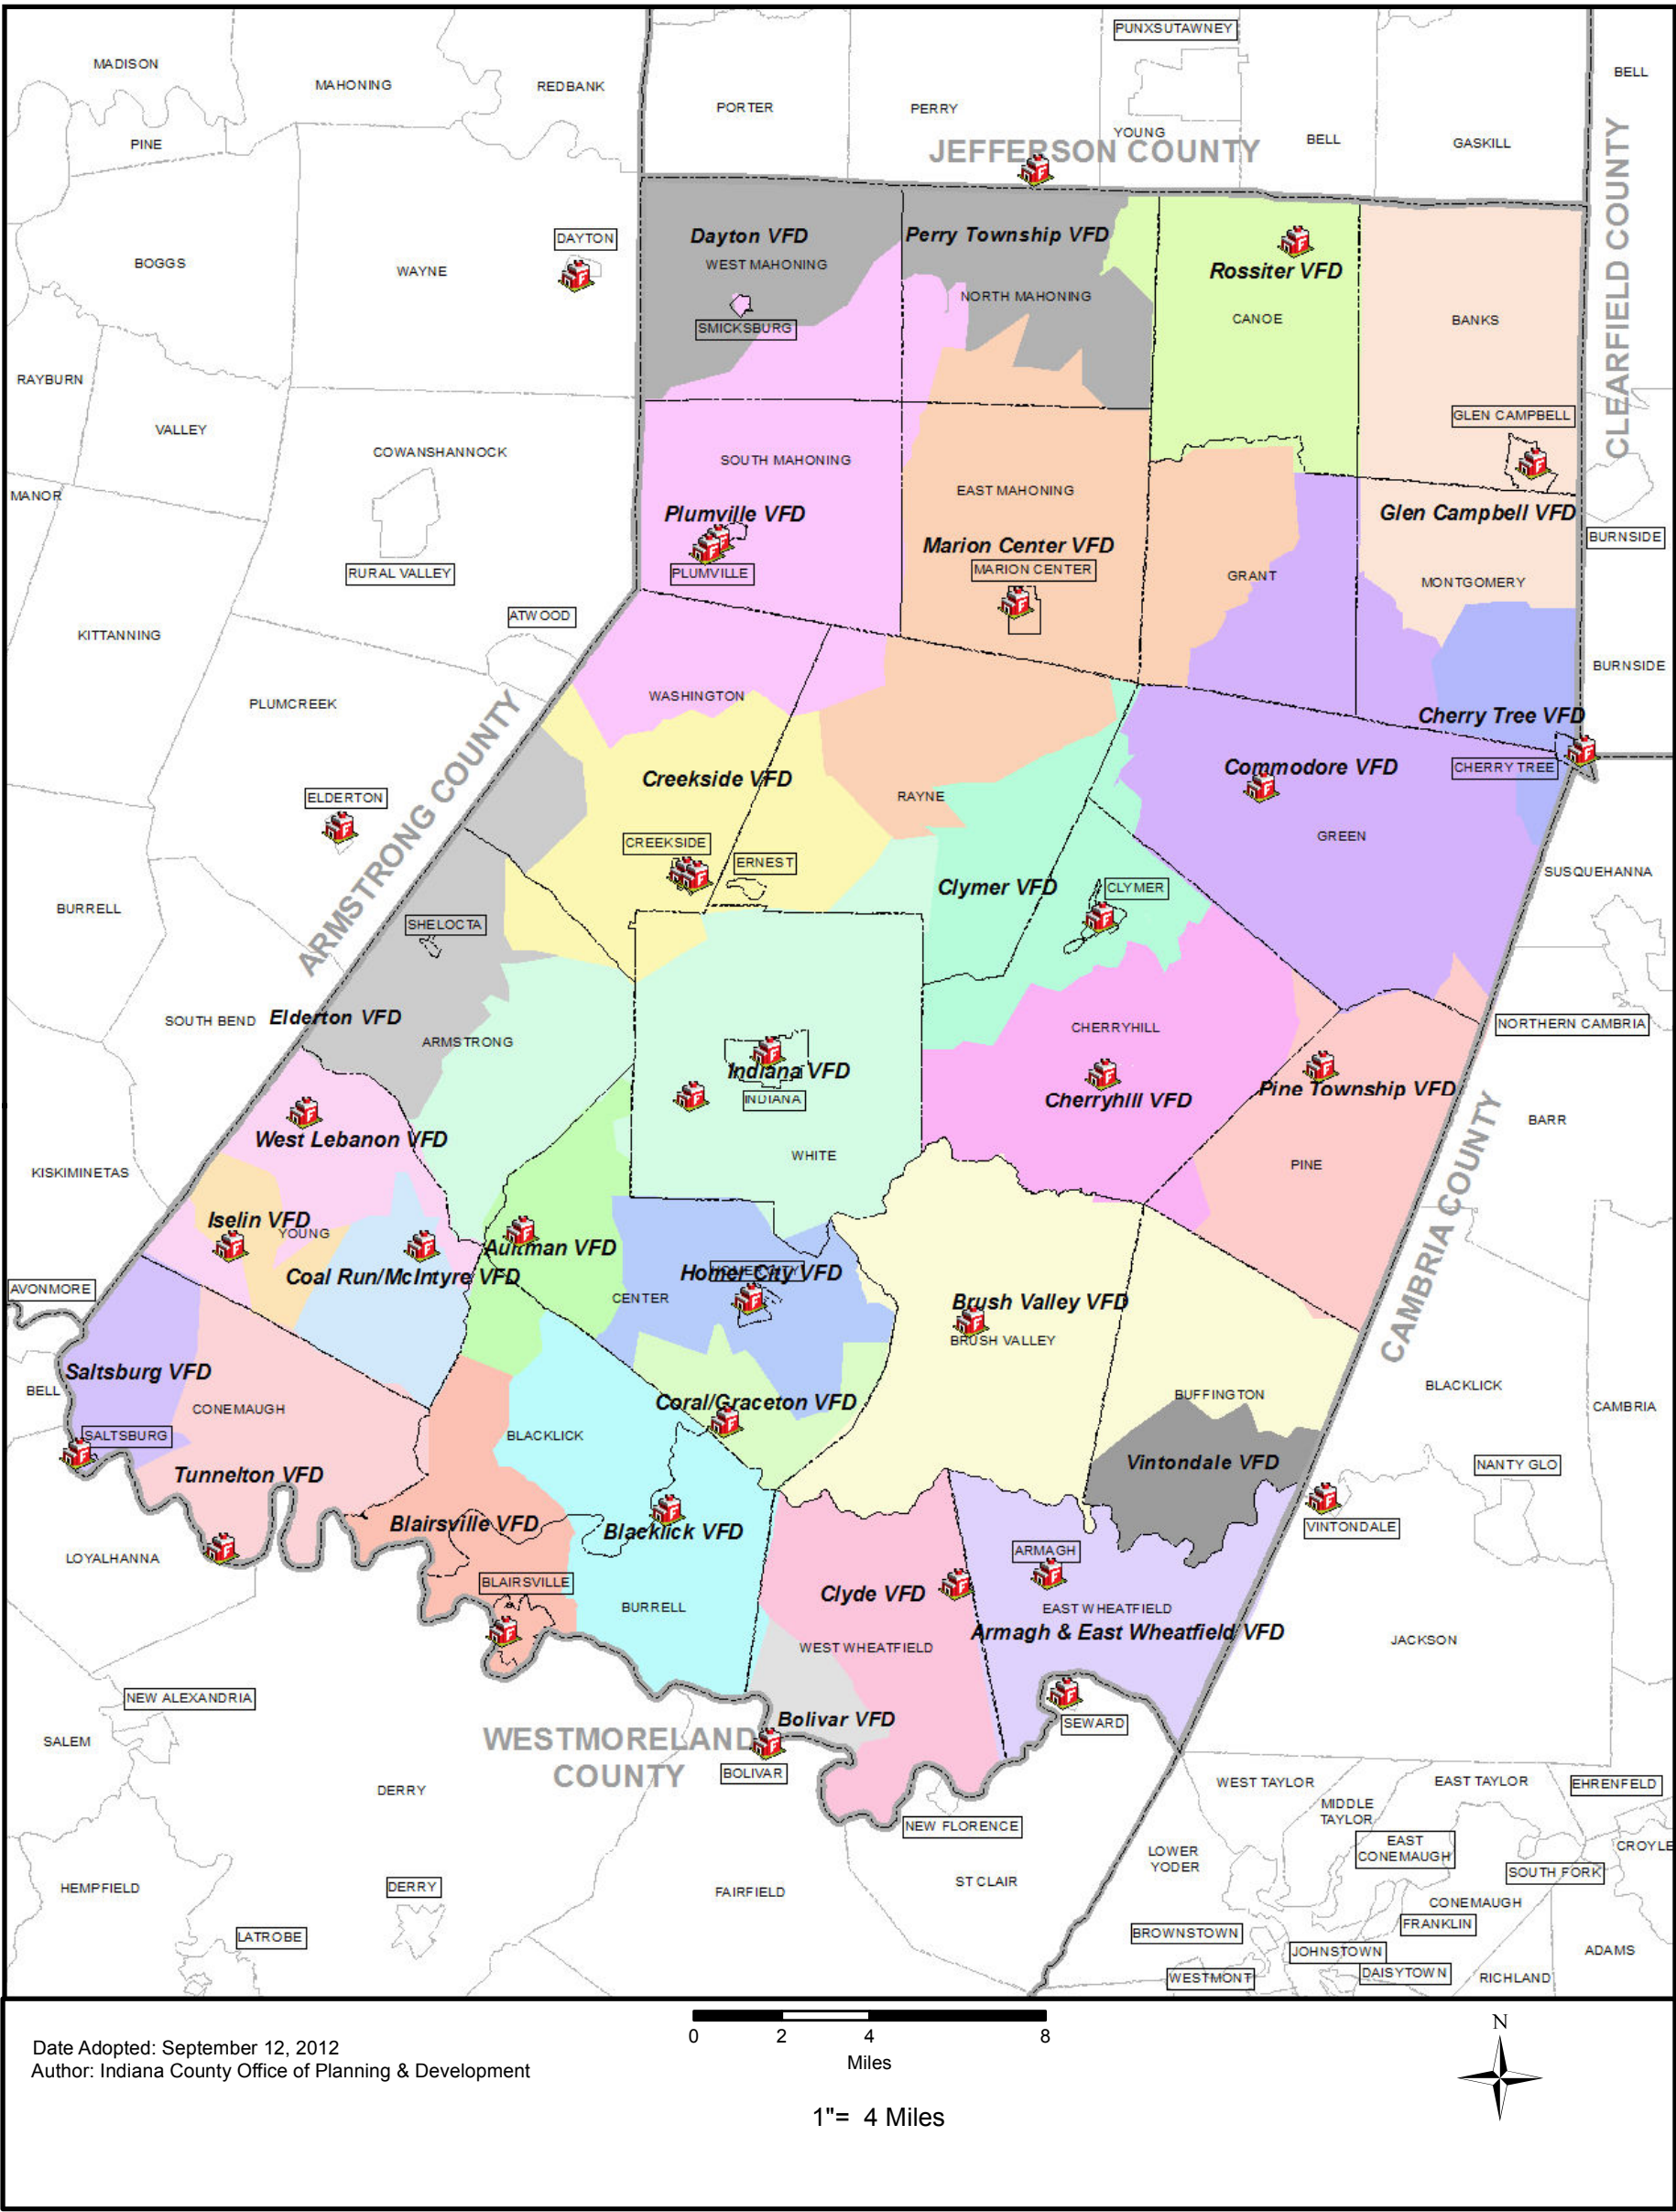 PUNXSUTAWNEY
MADISON
BELL
MAHONING
REDBANK
PORTER
PERRY
YOUNG
BELL
GASKILL
PINE
JEFFERSON COUNTY
CLEARFIELD COUNTY
DAYTON
Dayton VFD
Perry Township VFD
BOGGS
WAYNE
WEST MAHONING
Rossiter VFD
NORTH MAHONING
SMICKSBURG
CANOE
BANKS
RAYBURN
GLEN CAMPBELL
VALLEY
COWANSHANNOCK
SOUTH MAHONING
EAST MAHONING
MANOR
Plumville VFD
Glen Campbell VFD
BURNSIDE
Marion Center VFD
RURAL VALLEY
PLUMVILLE
MARION CENTER
GRANT
MONTGOMERY
ATWOOD
KITTANNING
BURNSIDE
WASHINGTON
PLUMCREEK
Cherry Tree VFD
ARMSTRONG COUNTY
Creekside VFD
Commodore VFD
CHERRY TREE
ELDERTON
RAYNE
GREEN
CREEKSIDE
ERNEST
SUSQUEHANNA
Clymer VFD
CLYMER
BURRELL
SHELOCTA
SOUTH BEND
Elderton VFD
NORTHERN CAMBRIA
CHERRYHILL
ARMSTRONG
Indiana VFD
INDIANA
Cherryhill VFD
Pine Township VFD
BARR
West Lebanon VFD
WHITE
PINE
KISKIMINETAS
CAMBRIA COUNTY
Iselin VFD
YOUNG
Aultman VFD
Coal Run/McIntyre VFD
HOMER CITY
Homer City VFD
AVONMORE
CENTER
Brush Valley VFD
BRUSH VALLEY
Saltsburg VFD
BELL
BLACKLICK
BUFFINGTON
CONEMAUGH
Coral/Graceton VFD
CAMBRIA
SALTSBURG
BLACKLICK
Tunnelton VFD
Vintondale VFD
NANTY GLO
Blairsville VFD
Blacklick VFD
VINTONDALE
LOYALHANNA
ARMAGH
BLAIRSVILLE
Clyde VFD
BURRELL
EAST WHEATFIELD
Armagh & East Wheatfield VFD
WEST WHEATFIELD
JACKSON
NEW ALEXANDRIA
Bolivar VFD
SEWARD
SALEM
WESTMORELAND
COUNTY
BOLIVAR
DERRY
WEST TAYLOR
EAST TAYLOR
EHRENFELD
MIDDLE
TAYLOR
NEW FLORENCE
EAST
CONEMAUGH
CROYLE
LOWER
YODER
SOUTH FORK
HEMPFIELD
DERRY
FAIRFIELD
ST CLAIR
CONEMAUGH
FRANKLIN
LATROBE
BROWNSTOWN
JOHNSTOWN
ADAMS
WESTMONT
DAISYTOWN
RICHLAND
Date Adopted: September 12, 2012
Author: Indiana County Office of Planning & Development
0 2 4 8
Miles
1"= 4 Miles
N